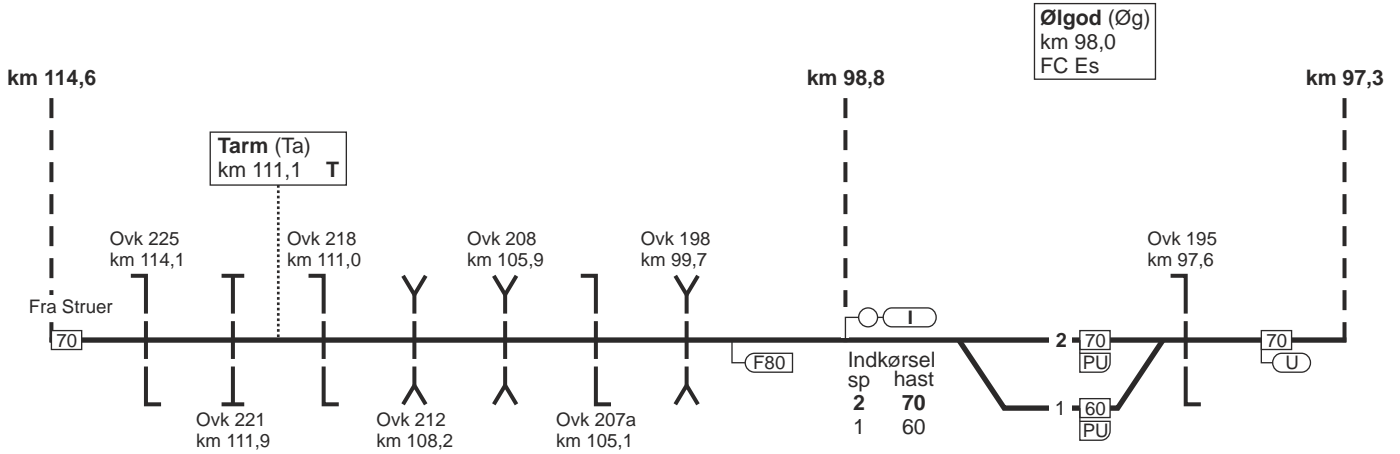 Ølgod (Øg)
km 98,0
FC Es
km 114,6
km 98,8
km 97,3
Tarm (Ta)
km 111,1 T
Ovk 225
km 114,1
Ovk 218
km 111,0
Ovk 208
km 105,9
Ovk 198
km 99,7
Ovk 195
km 97,6
Fra Struer
70
I
2 70
PU
70
U
F80
Indkørsel
sp hast
2 70
1 60
1 60
PU
Ovk 221
km 111,9
Ovk 212
km 108,2
Ovk 207a
km 105,1